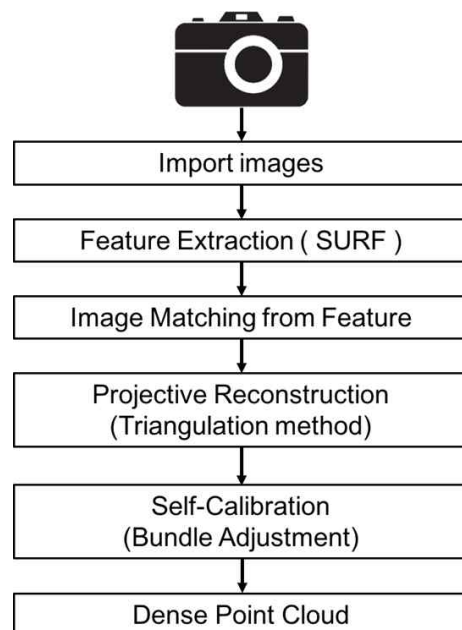 Import images
Feature Extraction ( SURF )
Image Matching from Feature
Projective Reconstruction
(Triangulation method)
Self-Calibration
(Bundle Adjustment)
Dense Point Cloud